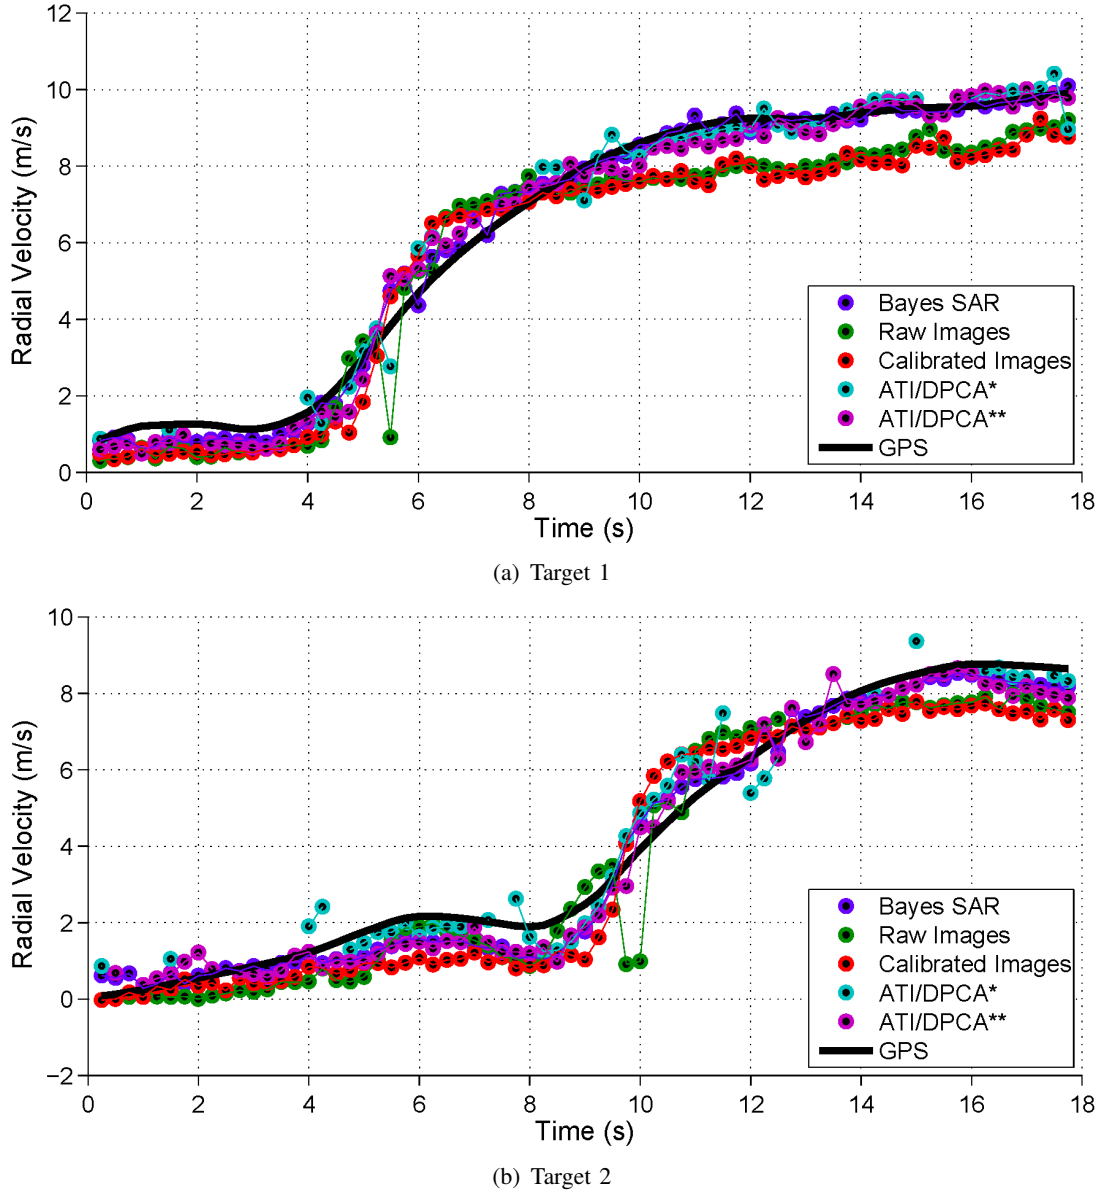 12
10
8
6
4
2
0
Radial Velocity (m/s)
Bayes SAR
Raw Images
Calibrated Images
ATI/DPCA*
ATI/DPCA**
GPS
0 2 4 6 8 10 12 14 16 18
Time (s)
(a) Target 1
10
8
6
4
2
0
−2
Radial Velocity (m/s)
Bayes SAR
Raw Images
Calibrated Images
ATI/DPCA*
ATI/DPCA**
GPS
0 2 4 6 8 10 12 14 16 18
Time (s)
(b) Target 2